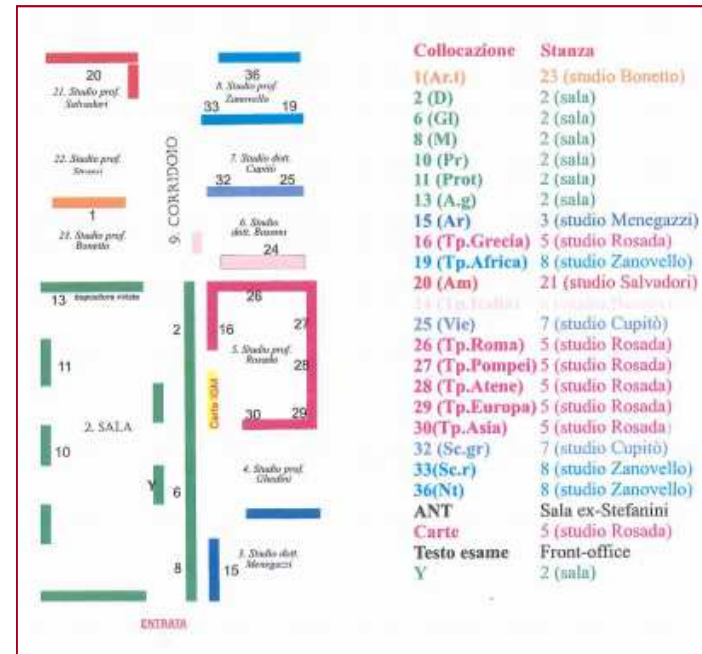 20
21. Studio prof.
Salvadori
22. Studio prof.
1
23. Studio prof.
Bonetto
9. CORRIDOIO
36
8. Studio prof.
Zanovello
33 19
7. Studio dott.
Cupitò
32 25
6. Studio
dott.
24
13 Espositore riviste
11
10
2. SALA
Y
2
6
8
26
16
27
5. Studio prof.
Rosada
28
Carte IGM
30 29
4. Studio prof.
Ghedini
3. Studio dott.
Menegazzi
15
ENTRATA
Collocazione Stanza
1(Ar.t) 23 (studio Bonetto)
2 (D) 2 (sala)
6 (GI) 2 (sala)
8 (M) 2 (sala)
10 (Pr) 2 (sala)
11 (Prot) 2 (sala)
13 (A.g) 2 (sala)
15 (Ar) 3 (studio Menegazzi)
16 (Tp.Grecia) 5 (studio Rosada)
19 (Tp.Africa) 8 (studio Zanovello)
20 (Am) 21 (studio Salvadori)
24 (Tp.Italia)
25 (Vie) 7 (studio Cupitò)
26 (Tp.Roma) 5 (studio Rosada)
27 (Tp.Pompei) 5 (studio Rosada)
28 (Tp.Atene) 5 (studio Rosada)
29 (Tp.Europa) 5 (studio Rosada)
30(Tp.Asia) 5 (studio Rosada)
32 (Sc.gr) 7 (studio Cupitò)
33(Sc.r) 8 (studio Zanovello)
36(Nt) 8 (studio Zanovello)
ANT Sala ex-Stefanini
Carte 5 (studio Rosada)
Testo esame Front-office
Y 2 (sala)